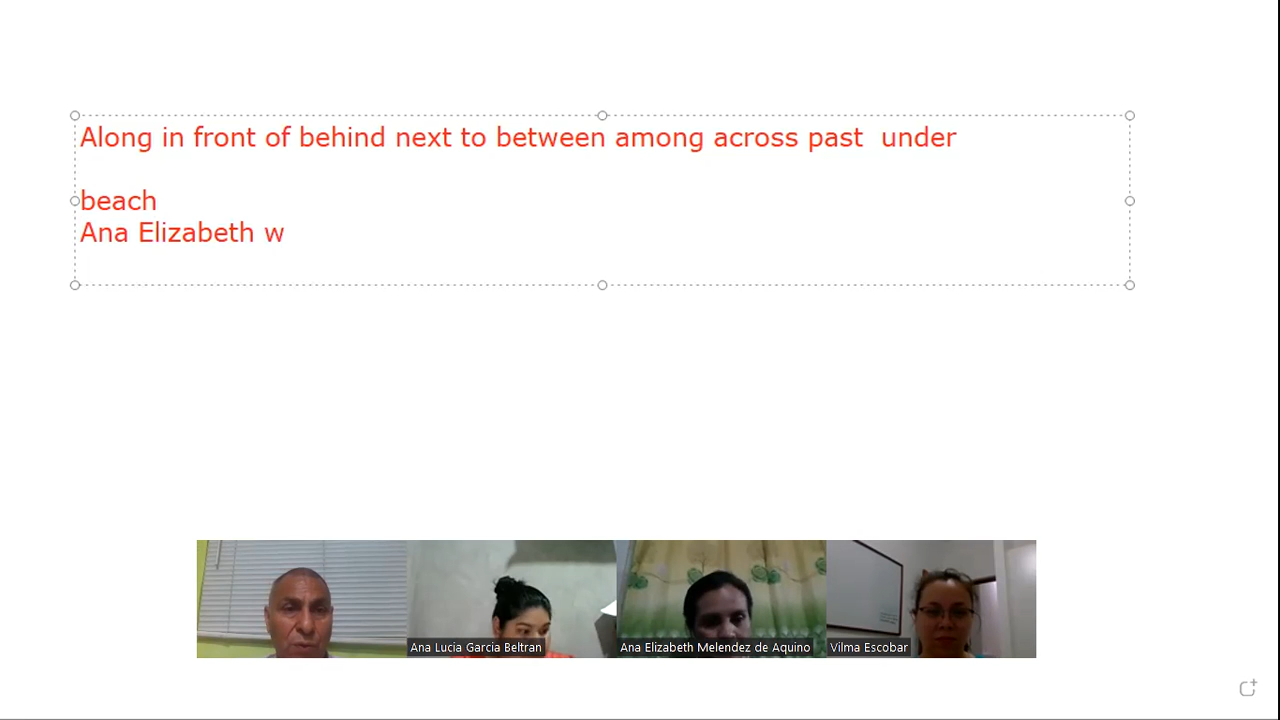 Along in front of behind next to between among across past  under
beach
Ana Elizabeth w
Ana Lucia Garcia Beltran
Ana Elizabeth Melendez de Aquino
Vilma Escobar